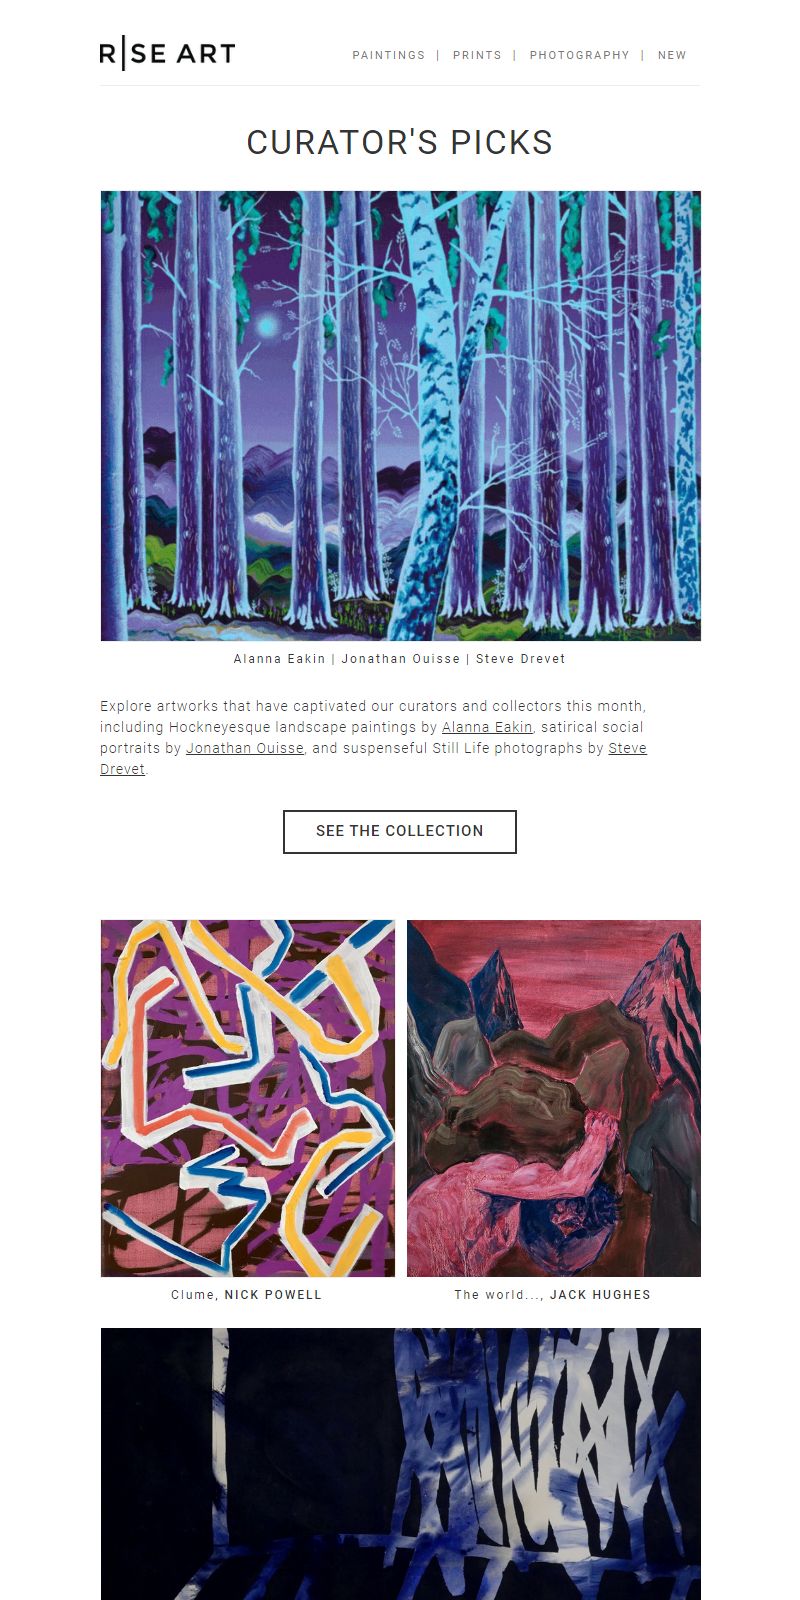 R|SE ART
PAINTINGS | PRINTS | PHOTOGRAPHY | NEW
CURATOR'S PICKS
Alanna Eakin | Jonathan Ouisse | Steve Drevet
Explore artworks that have captivated our curators and collectors this month,
including Hockneyesque landscape paintings by Alanna Eakin, satirical social
portraits by Jonathan Ouisse, and suspenseful Still Life photographs by Steve
Drevet.
SEE THE COLLECTION
Clume, NICK POWELL
The world..., JACK HUGHES